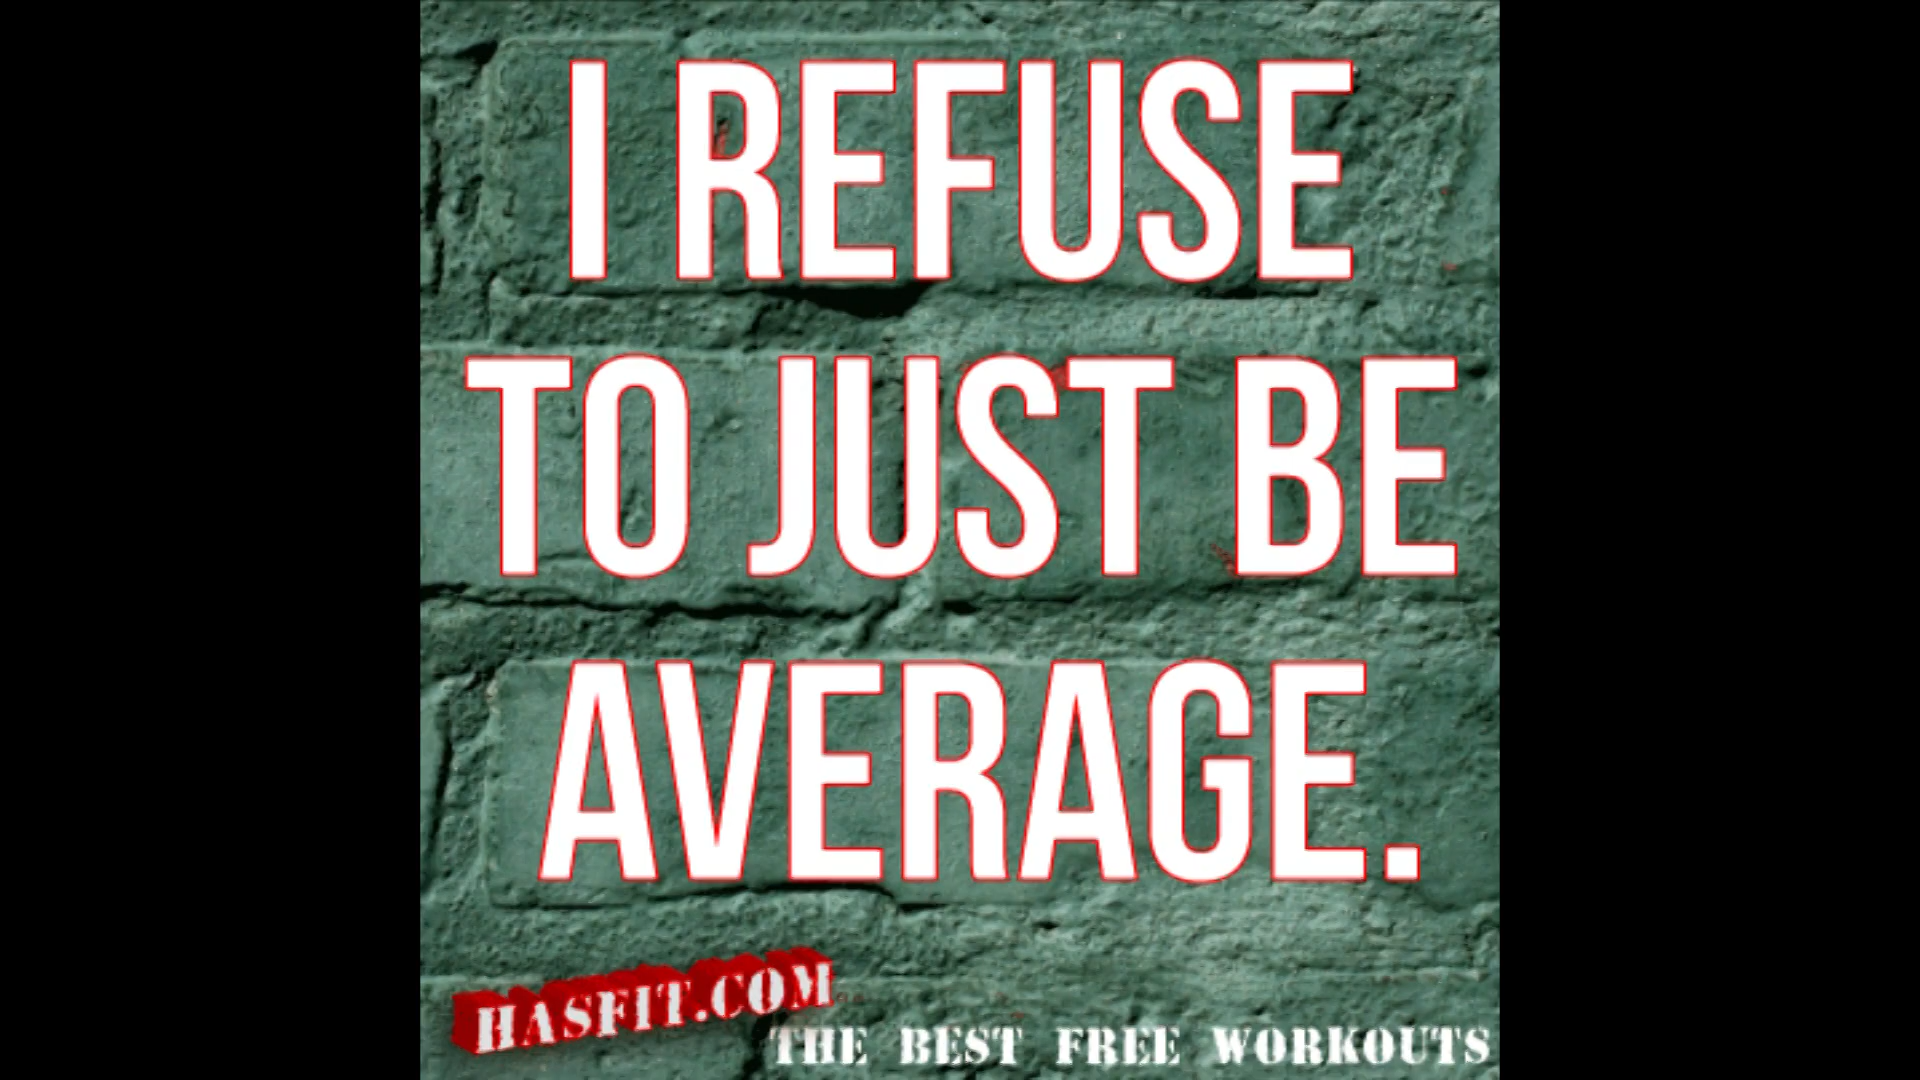 I REFUSE
TO JUST BE
AVERAGE.
HASFIT.COM
THE BEST FREE WORKOUTS